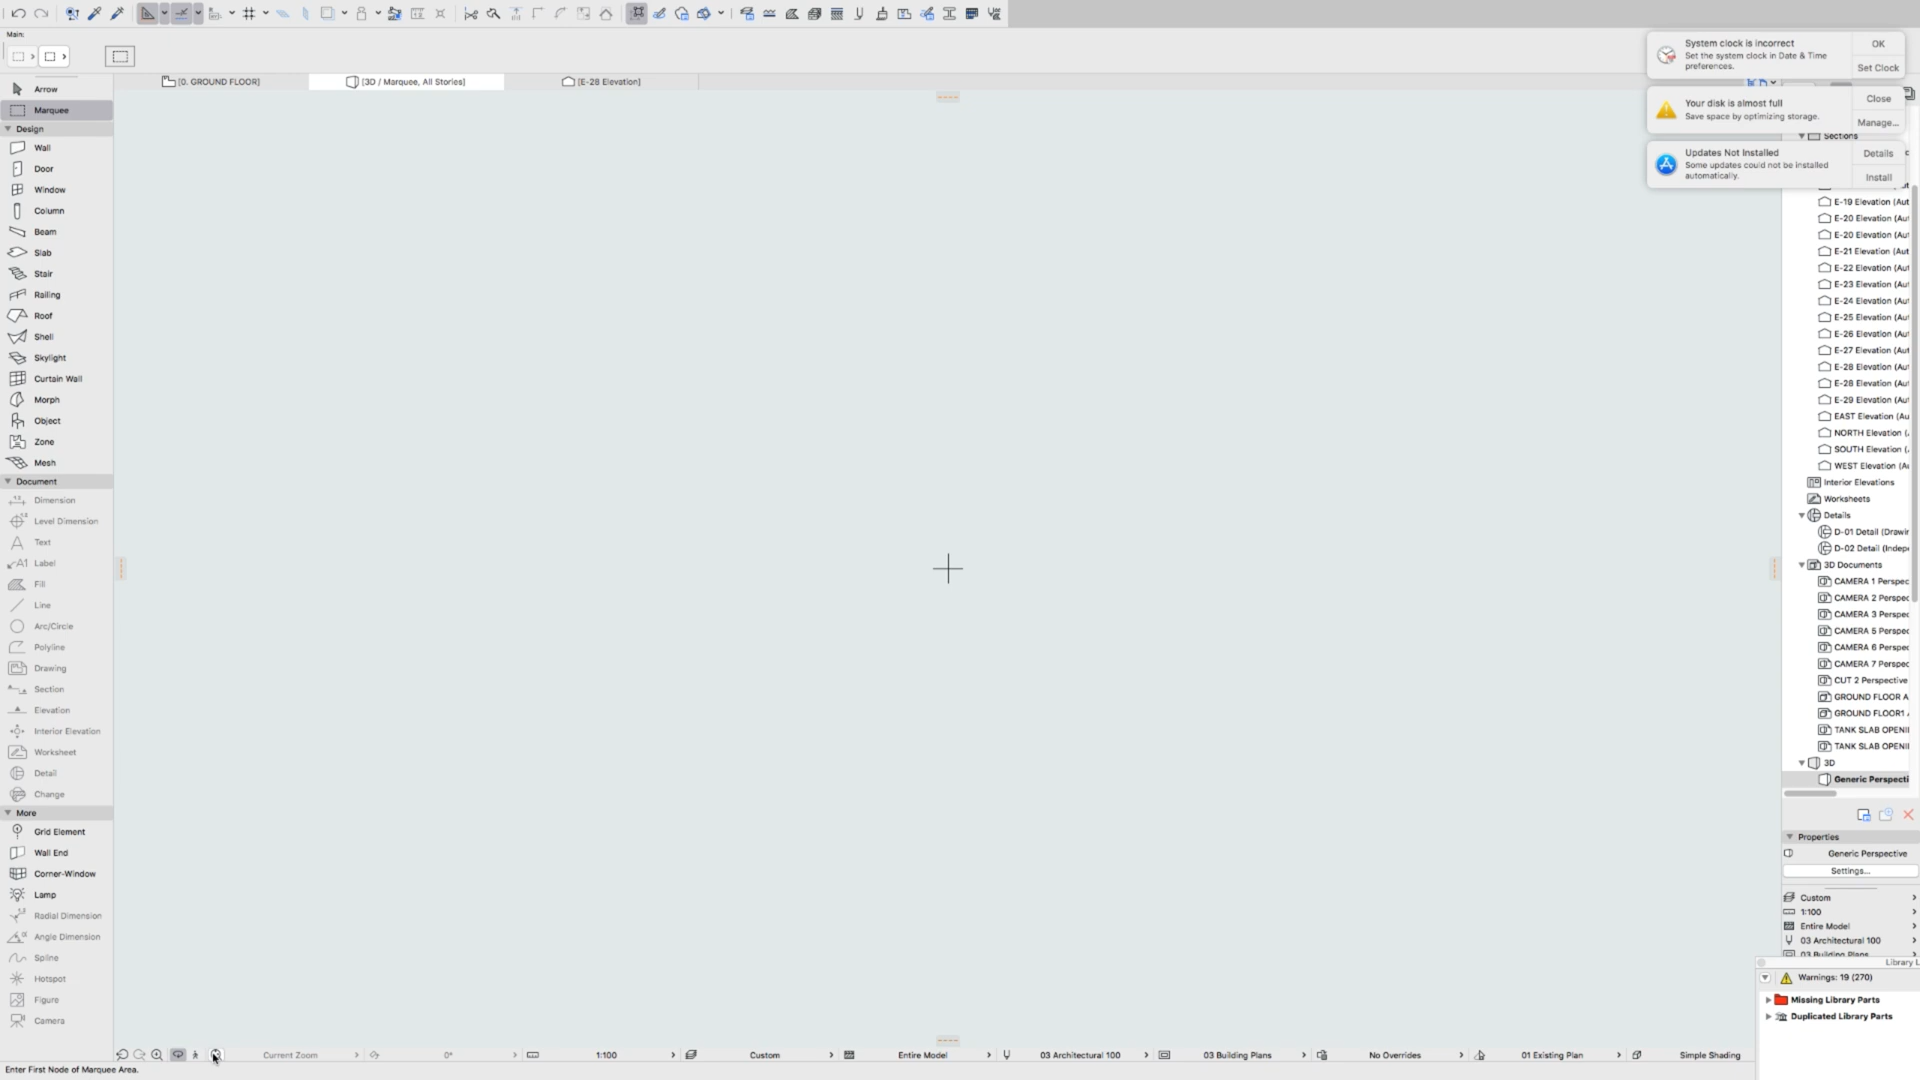 Main:
[0. GROUND FLOOR]
[3D / Marquee, All Stories]
[E-28 Elevation]
System clock is incorrect
Set the system clock in Date & Time
preferences.
OK
Set Clock
Your disk is almost full
Save space by optimizing storage.
Close
Manage...
Updates Not Installed
Some updates could not be installed
automatically.
Details
Install
Arrow
Marquee
Design
Wall
Door
Window
Column
Beam
Slab
Stair
Railing
Roof
Shell
Skylight
Curtain Wall
Morph
Object
Zone
Mesh
Document
Dimension
Level Dimension
Text
Label
Fill
Line
Arc/Circle
Polyline
Drawing
Section
Elevation
Interior Elevation
Worksheet
Detail
Change
More
Grid Element
Wall End
Corner-Window
Lamp
Radial Dimension
Angle Dimension
Spline
Hotspot
Figure
Camera
Sections
E-19 Elevation (Aut
E-20 Elevation (Aut
E-20 Elevation (Aut
E-21 Elevation (Aut
E-22 Elevation (Aut
E-23 Elevation (Aut
E-24 Elevation (Aut
E-25 Elevation (Aut
E-26 Elevation (Aut
E-27 Elevation (Aut
E-28 Elevation (Aut
E-28 Elevation (Aut
E-29 Elevation (Aut
EAST Elevation (Au
NORTH Elevation (
SOUTH Elevation (
WEST Elevation (A
Interior Elevations
Worksheets
Details
D-01 Detail (Drawin
D-02 Detail (Indep
3D Documents
CAMERA 1 Perspec
CAMERA 2 Perspec
CAMERA 3 Perspec
CAMERA 5 Perspec
CAMERA 6 Perspec
CAMERA 7 Perspec
CUT 2 Perspective
GROUND FLOOR A
GROUND FLOOR1
TANK SLAB OPENI
TANK SLAB OPENI
3D
Generic Perspecti
Properties
Generic Perspective
Settings...
Custom
1:100
Entire Model
03 Architectural 100
03 Building Plans
Library L
Warnings: 19 (270)
Missing Library Parts
Duplicated Library Parts
Current Zoom
0°
1:100
Custom
Entire Model
03 Architectural 100
03 Building Plans
No Overrides
01 Existing Plan
Simple Shading
Enter First Node of Marquee Area.